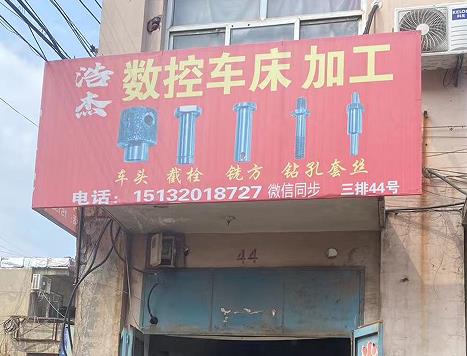 浩杰
数控车床加工
车头 截栓 铣方 钻孔套丝
电话：15132018727 微信同步 三排44号
44